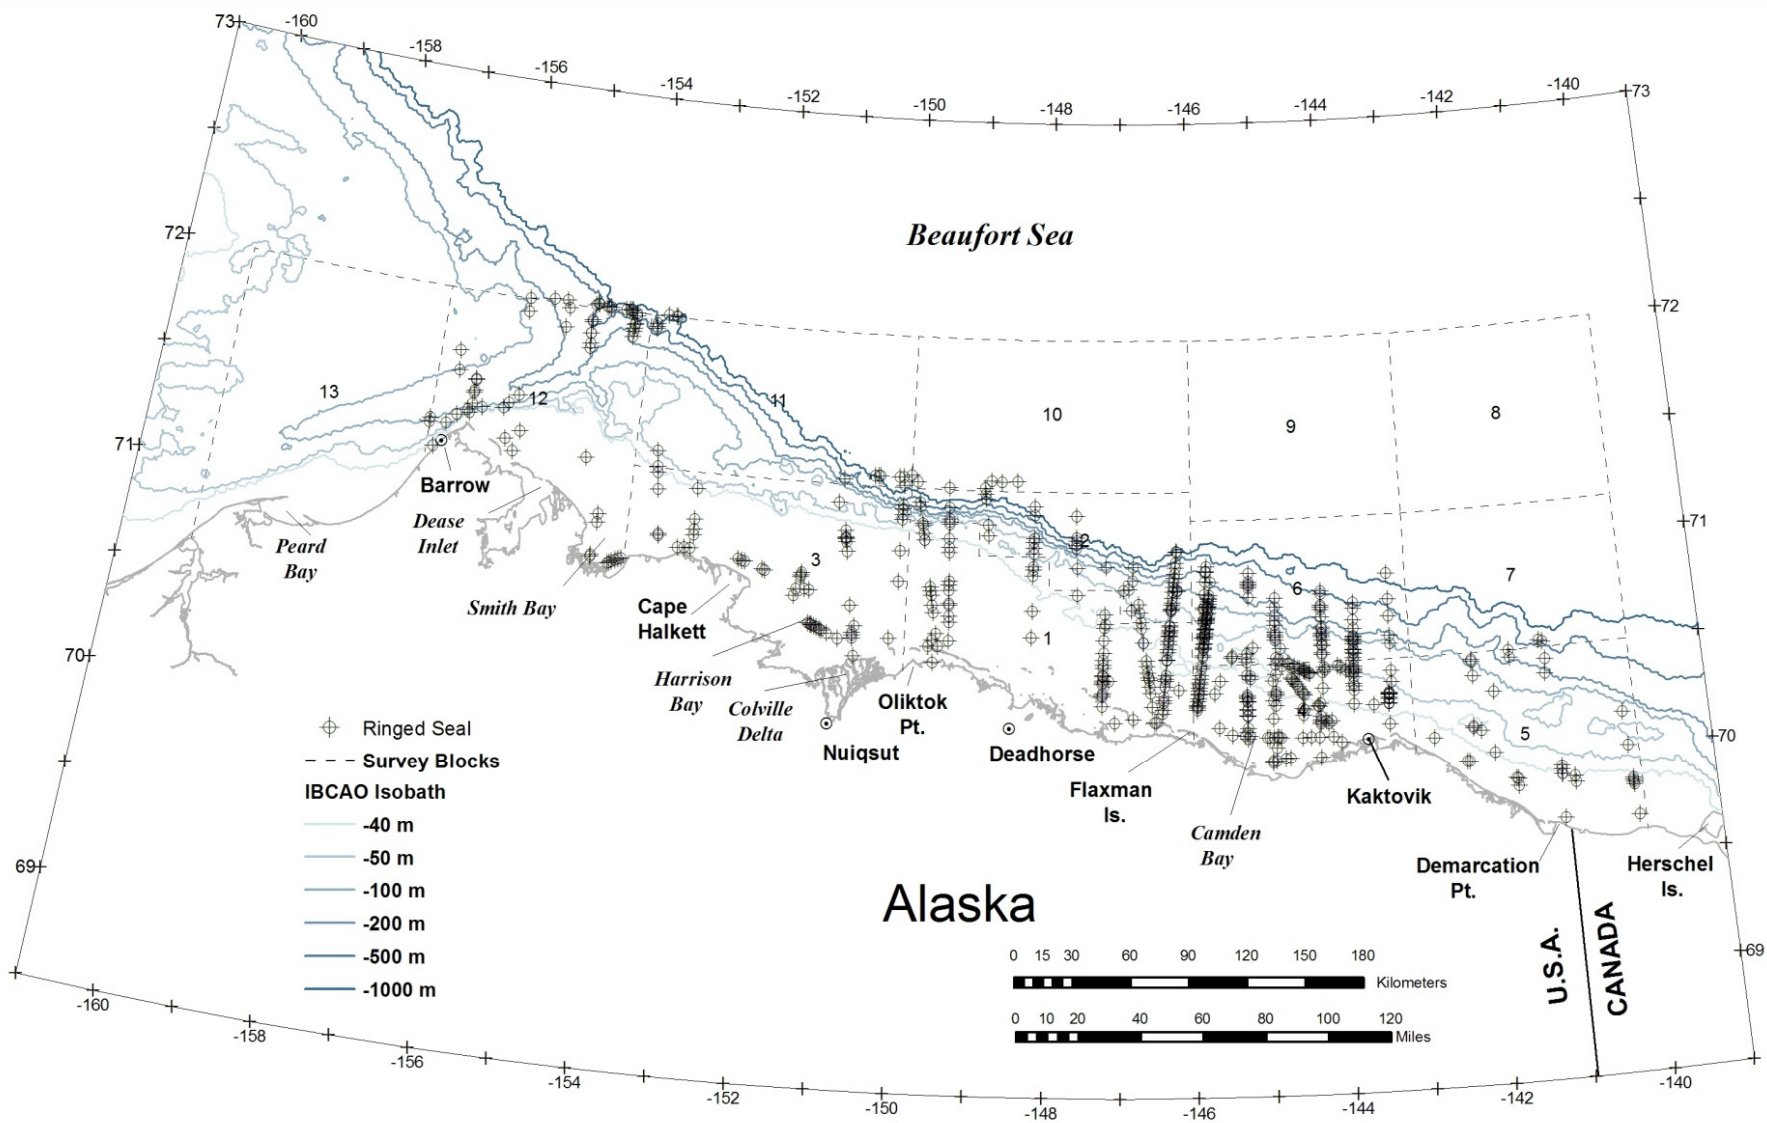 73
-160
-158
-156
-154
-152
-150
-148
-146
-144
-142
-140
73
72
Beaufort Sea
72
13
12
11
10
9
8
71
Barrow
Dease
Inlet
Peard
Bay
Smith Bay
3
2
6
7
71
Cape
Halkett
1
70
Harrison
Bay
Colville
Delta
Oliktok
Pt.
4
5
70
Nuiqsut
Deadhorse
Flaxman
Is.
Kaktovik
Camden
Bay
Demarcation
Pt.
Herschel
Is.
Ringed Seal
Survey Blocks
IBCAO Isobath
-40 m
-50 m
-100 m
-200 m
-500 m
-1000 m
69
Alaska
U.S.A.
CANADA
69
0 15 30 60 90 120 150 180
Kilometers
0 10 20 40 60 80 100 120
Miles
-160
-158
-156
-154
-152
-150
-148
-146
-144
-142
-140